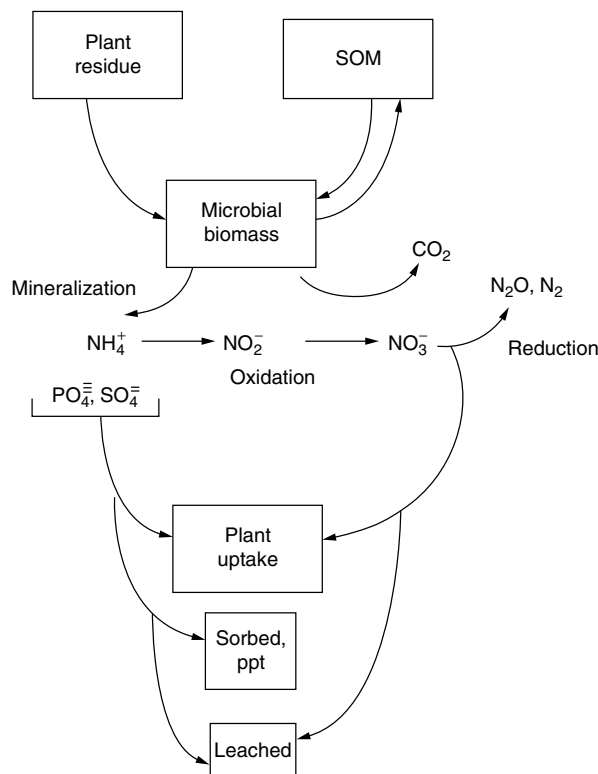 Plant
residue
SOM
Microbial
biomass
CO₂
Mineralization
N₂O, N₂
NH₄⁺
NO₂⁻
NO₃⁻
Reduction
Oxidation
PO₄≡, SO₄=
Plant
uptake
Sorbed,
ppt
Leached